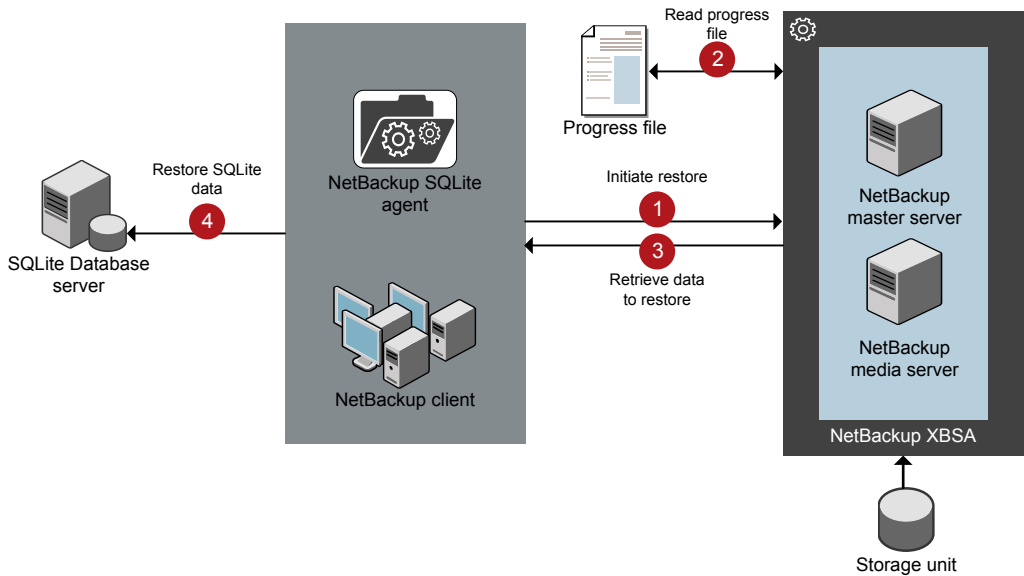 Read progress
file
2
Progress file
NetBackup SQLite
agent
Restore SQLite
data
4
SQLite Database
server
Initiate restore
1
3
Retrieve data
to restore
NetBackup client
NetBackup
master server
NetBackup
media server
NetBackup XBSA
Storage unit